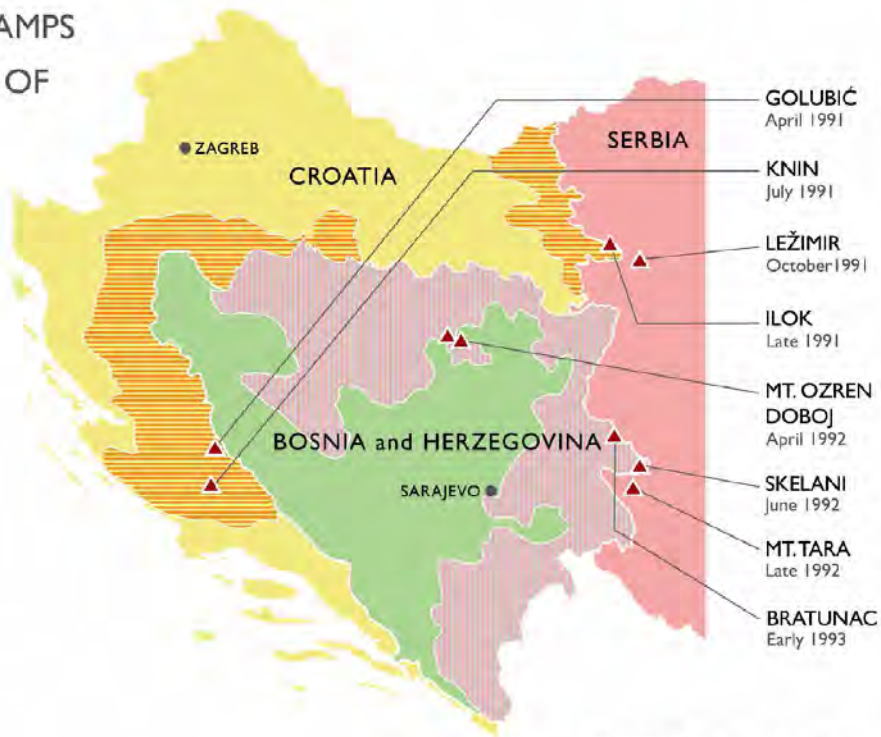 AMPS
OF
ZAGREB
CROATIA
SERBIA
BOSNIA and HERZEGOVINA
SARAJEVO
GOLUBIĆ
April 1991
KNIN
July 1991
LEŽIMIR
October1991
ILOK
Late 1991
MT. OZREN
DOBOJ
April 1992
SKELANI
June 1992
MT.TARA
Late 1992
BRATUNAC
Early 1993